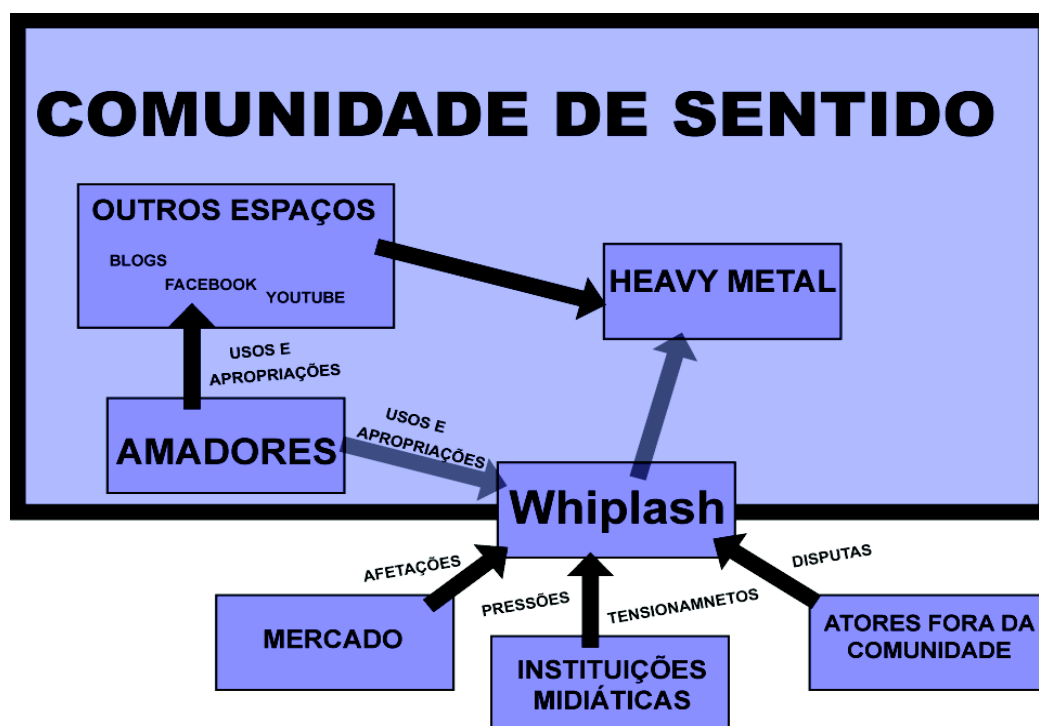 COMUNIDADE DE SENTIDO
OUTROS ESPAÇOS
BLOGS
FACEBOOK
YOUTUBE
HEAVY METAL
USOS E
APROPRIAÇÕES
AMADORES
USOS E
APROPRIAÇÕES
Whiplash
AFETAÇÕES
PRESSÕES
TENSIONAMNETOS
DISPUTAS
MERCADO
INSTITUIÇÕES
MIDIÁTICAS
ATORES FORA DA
COMUNIDADE